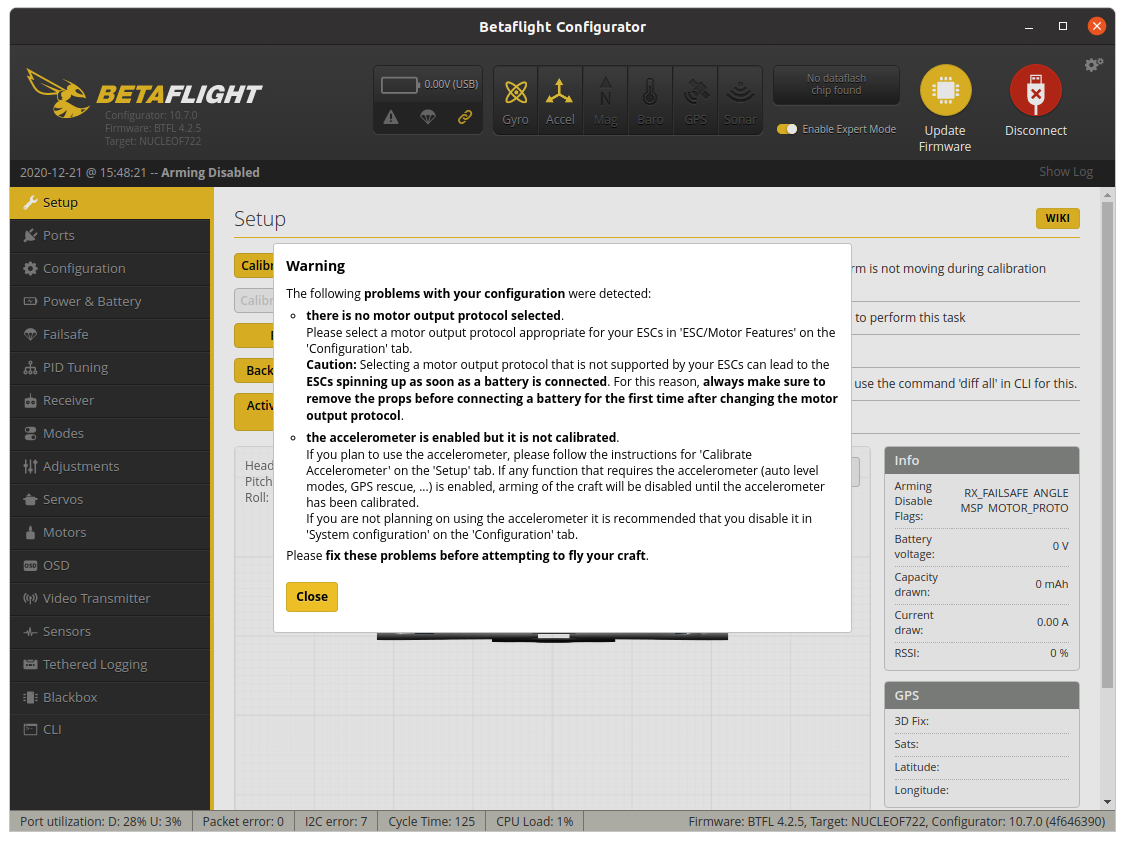 Betaflight Configurator
BETAFLIGHT
Configurator: 10.7.0
Firmware: BTFL 4.2.5
Target: NUCLEOF722
0.00V (USB)
Gyro
Accel
Mag
Baro
GPS
Sonar
No dataflash
chip found
Enable Expert Mode
Update
Firmware
Disconnect
2020-12-21 @ 15:48:21 -- Arming Disabled
Show Log
Setup
Ports
Configuration
Power & Battery
Failsafe
PID Tuning
Receiver
Modes
Adjustments
Servos
Motors
OSD
OSD
Video Transmitter
Sensors
Tethered Logging
Blackbox
CLI
Setup
WIKI
Calibr
rm is not moving during calibration
Calibr
to perform this task
Back
use the command 'diff all' in CLI for this.
Activ
Head
Pitch
Roll:
Warning
The following problems with your configuration were detected:
there is no motor output protocol selected.
Please select a motor output protocol appropriate for your ESCs in 'ESC/Motor Features' on the
'Configuration' tab.
Caution: Selecting a motor output protocol that is not supported by your ESCs can lead to the
ESCs spinning up as soon as a battery is connected. For this reason, always make sure to
remove the props before connecting a battery for the first time after changing the motor
output protocol.
the accelerometer is enabled but it is not calibrated.
If you plan to use the accelerometer, please follow the instructions for 'Calibrate
Accelerometer' on the 'Setup' tab. If any function that requires the accelerometer (auto level
modes, GPS rescue, ...) is enabled, arming of the craft will be disabled until the accelerometer
has been calibrated.
If you are not planning on using the accelerometer it is recommended that you disable it in
'System configuration' on the 'Configuration' tab.
Please fix these problems before attempting to fly your craft.
Close
Info
Arming
Disable
Flags:
RX_FAILSAFE ANGLE
MSP MOTOR_PROTO
Battery
voltage:
0 V
Capacity
drawn:
0 mAh
Current
draw:
0.00 A
RSSI:
0 %
GPS
3D Fix:
Sats:
Latitude:
Longitude:
Port utilization: D: 28% U: 3%
Packet error: 0
I2C error: 7
Cycle Time: 125
CPU Load: 1%
Firmware: BTFL 4.2.5, Target: NUCLEOF722, Configurator: 10.7.0 (4f646390)